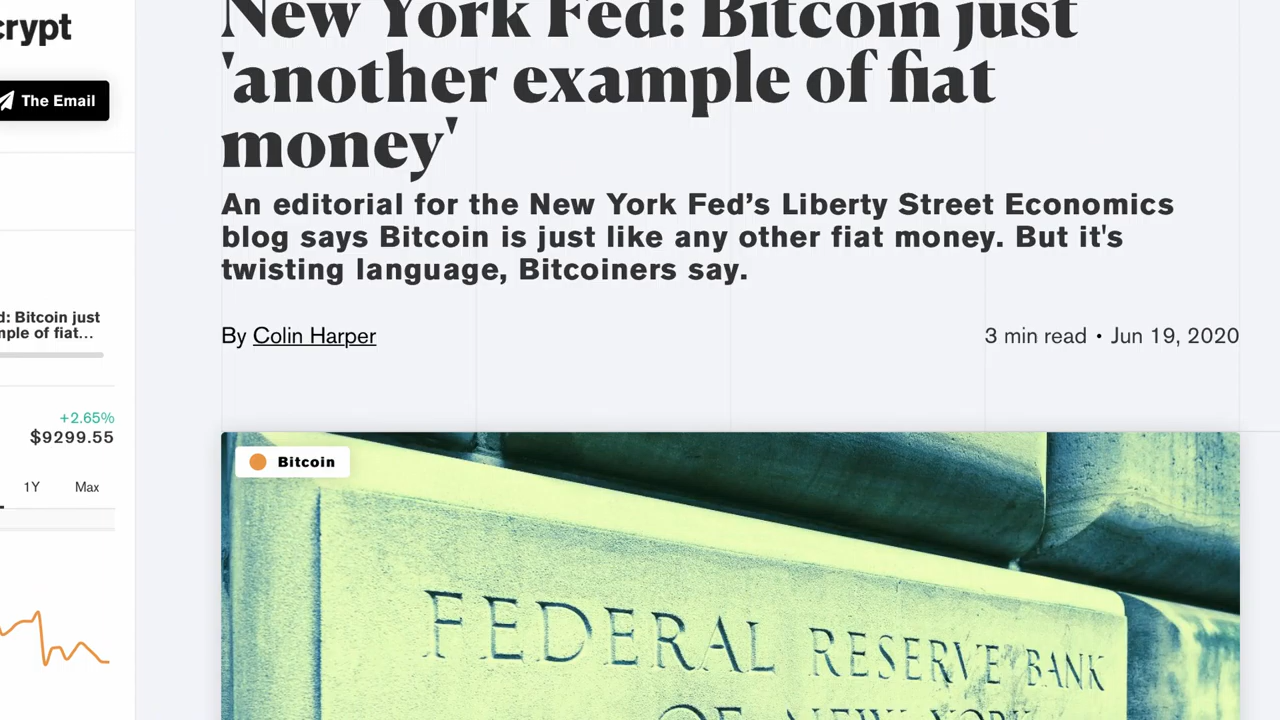 crypt
The Email
d: Bitcoin just
mple of fiat...
+2.65%
$9299.55
1Y Max
New York Fed: Bitcoin just
'another example of fiat
money'
An editorial for the New York Fed’s Liberty Street Economics
blog says Bitcoin is just like any other fiat money. But it's
twisting language, Bitcoiners say.
By Colin Harper
3 min read • Jun 19, 2020
Bitcoin
FEDERAL RESERVE BANK
OF NEW YORK